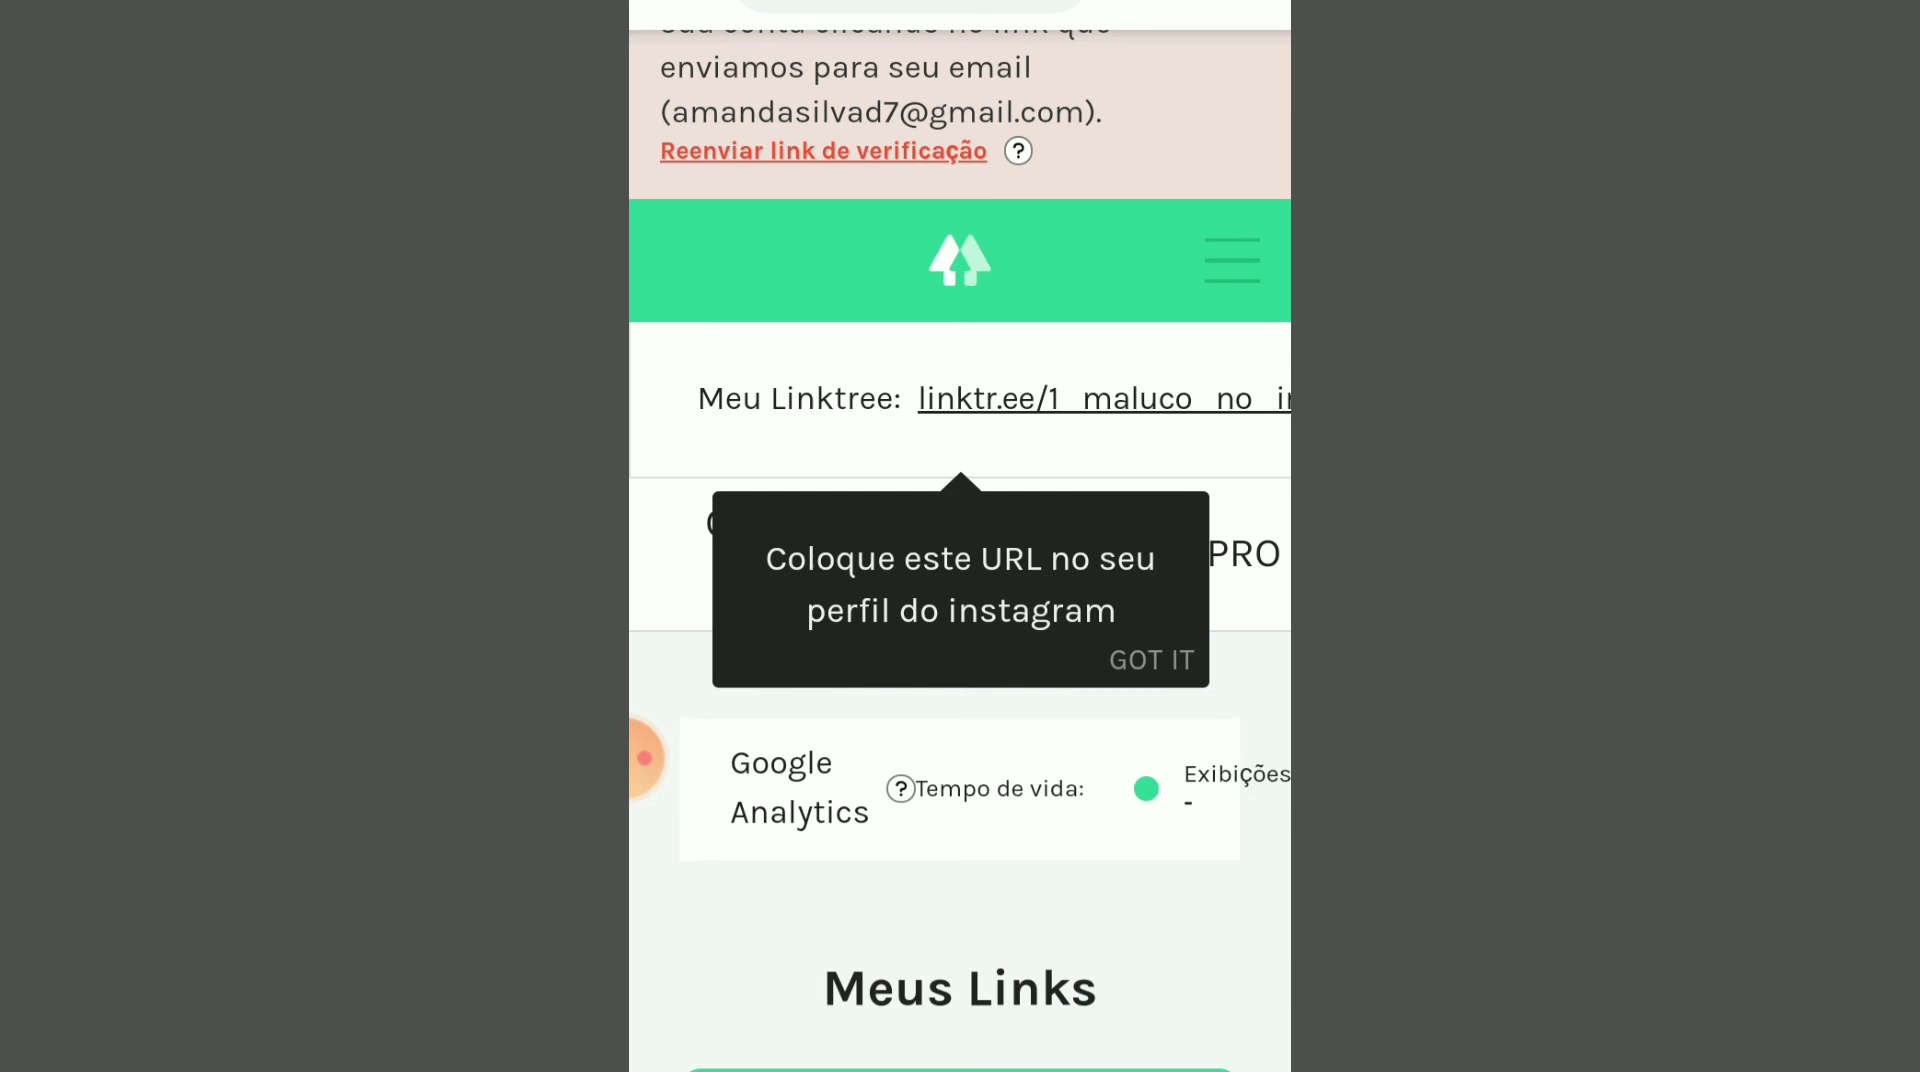 enviamos para seu email
(amandasilvad7@gmail.com).
Reenviar link de verificação ?
Meu Linktree: linktr.ee/1_maluco_no_
Coloque este URL no seu
perfil do instagram
GOT IT
PRO
Google
Analytics
? Tempo de vida:
Exibições
-
Meus Links